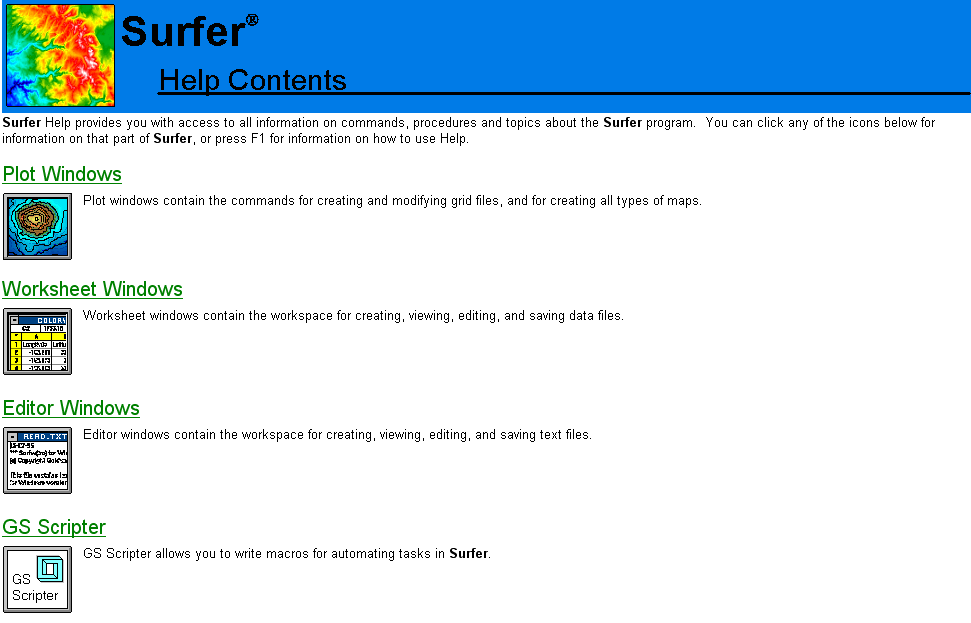 Surfer®
Help Contents
Surfer Help provides you with access to all information on commands, procedures and topics about the Surfer program.  You can click any of the icons below for
information on that part of Surfer, or press F1 for information on how to use Help.
Plot Windows
Plot windows contain the commands for creating and modifying grid files, and for creating all types of maps.
Worksheet Windows
Worksheet windows contain the workspace for creating, viewing, editing, and saving data files.
Editor Windows
READ.TXT
Editor windows contain the workspace for creating, viewing, editing, and saving text files.
GS Scripter
GS Scripter allows you to write macros for automating tasks in Surfer.
GS
Scripter